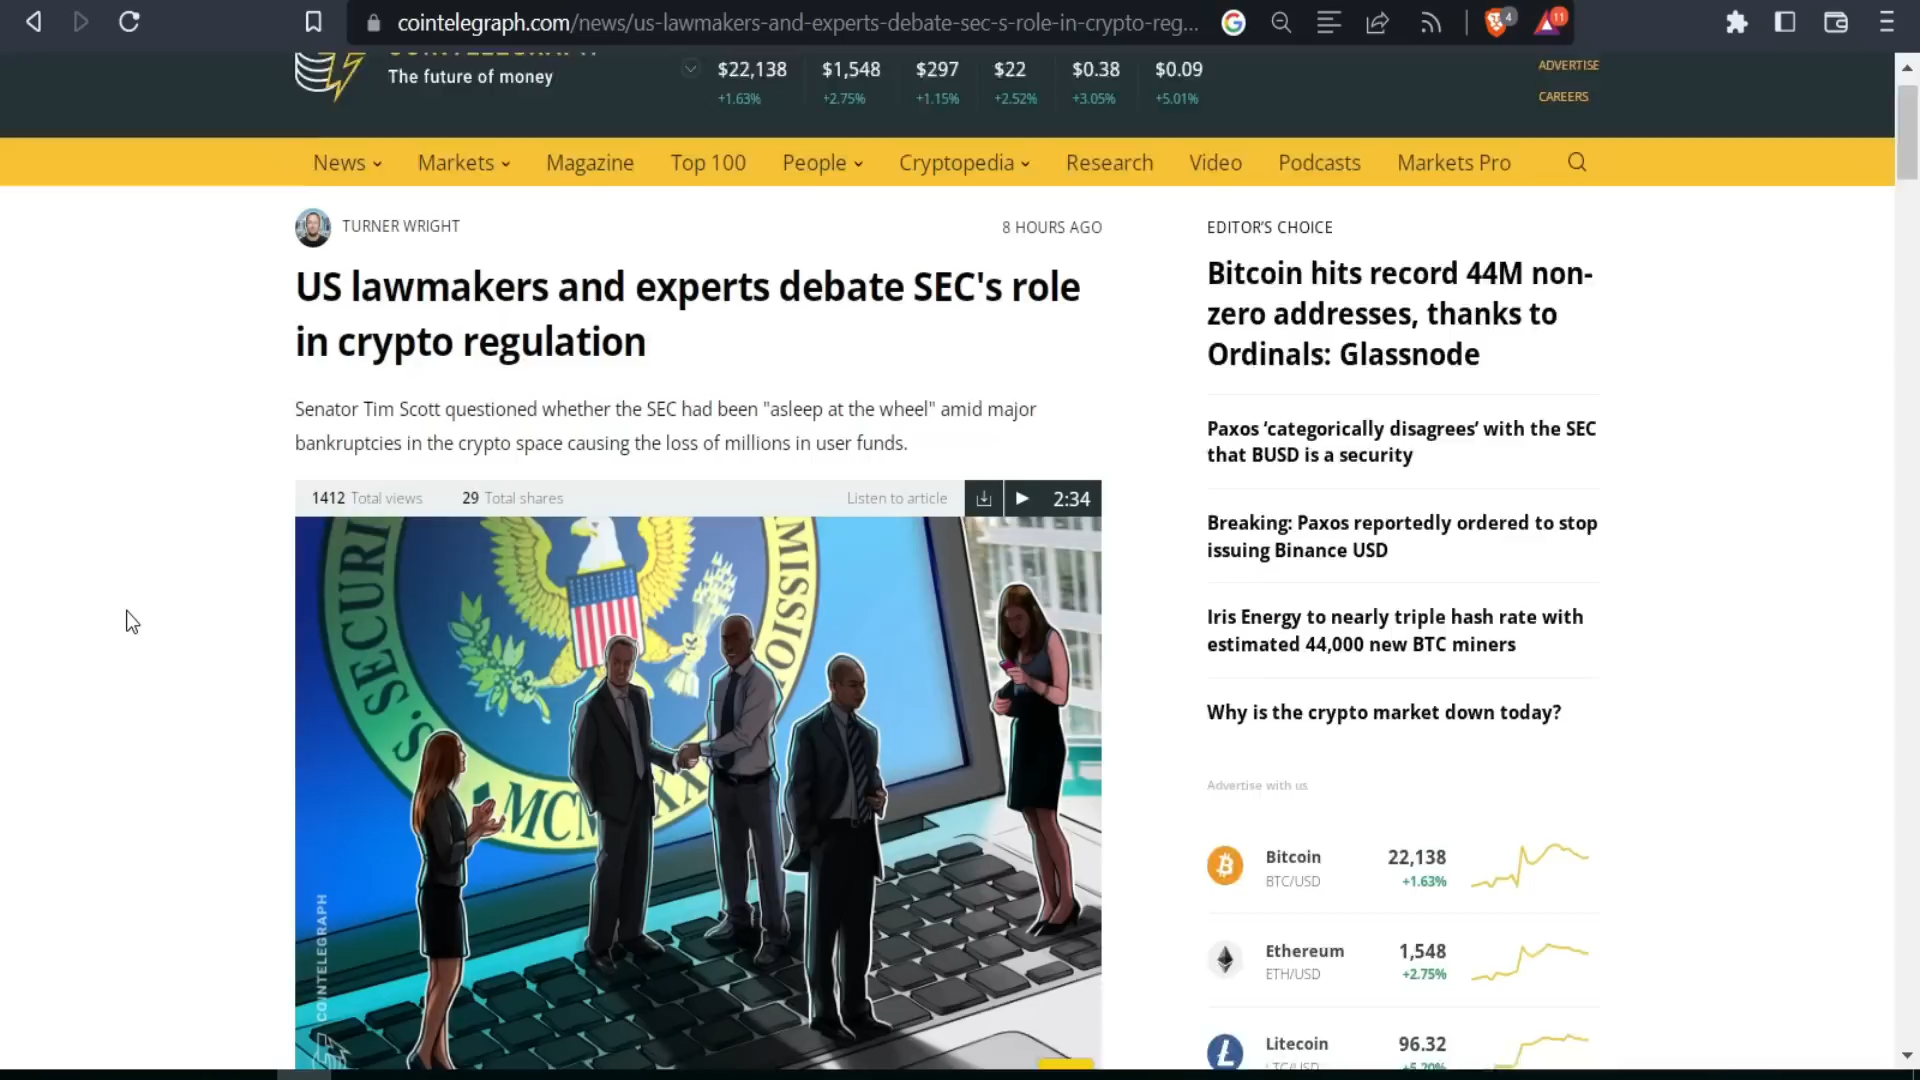 cointelegraph.com/news/us-lawmakers-and-experts-debate-sec-s-role-in-crypto-reg...
4
11
The future of money
$22,138 $1,548 $297 $22 $0.38 $0.09
+1.63% +2.75% +1.15% +2.52% +3.05% +5.01%
ADVERTISE
CAREERS
News Markets Magazine Top 100 People Cryptopedia Research Video Podcasts Markets Pro
TURNER WRIGHT
8 HOURS AGO
US lawmakers and experts debate SEC's role
in crypto regulation
Senator Tim Scott questioned whether the SEC had been "asleep at the wheel" amid major
bankruptcies in the crypto space causing the loss of millions in user funds.
1412 Total views 29 Total shares Listen to article 2:34
COINTELEGRAPH
EDITOR'S CHOICE
Bitcoin hits record 44M non-
zero addresses, thanks to
Ordinals: Glassnode
Paxos ‘categorically disagrees’ with the SEC
that BUSD is a security
Breaking: Paxos reportedly ordered to stop
issuing Binance USD
Iris Energy to nearly triple hash rate with
estimated 44,000 new BTC miners
Why is the crypto market down today?
Advertise with us
Bitcoin 22,138
BTC/USD +1.63%
Ethereum 1,548
ETH/USD +2.75%
Litecoin 96.32